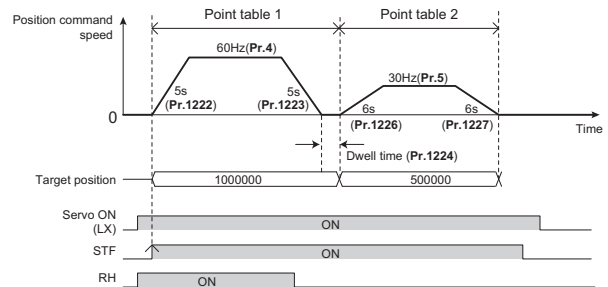 Point table 1
Point table 2
Position command
speed
60Hz(Pr.4)
30Hz(Pr.5)
5s
(Pr.1222)
5s
(Pr.1223)
6s
(Pr.1226)
6s
(Pr.1227)
0
Time
Dwell time (Pr.1224)
Target position
1000000
500000
Servo ON
(LX)
ON
STF
ON
RH
ON